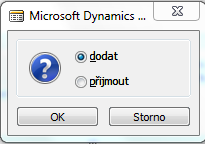 Microsoft Dynamics ...
dodat
přijmout
OK
Storno